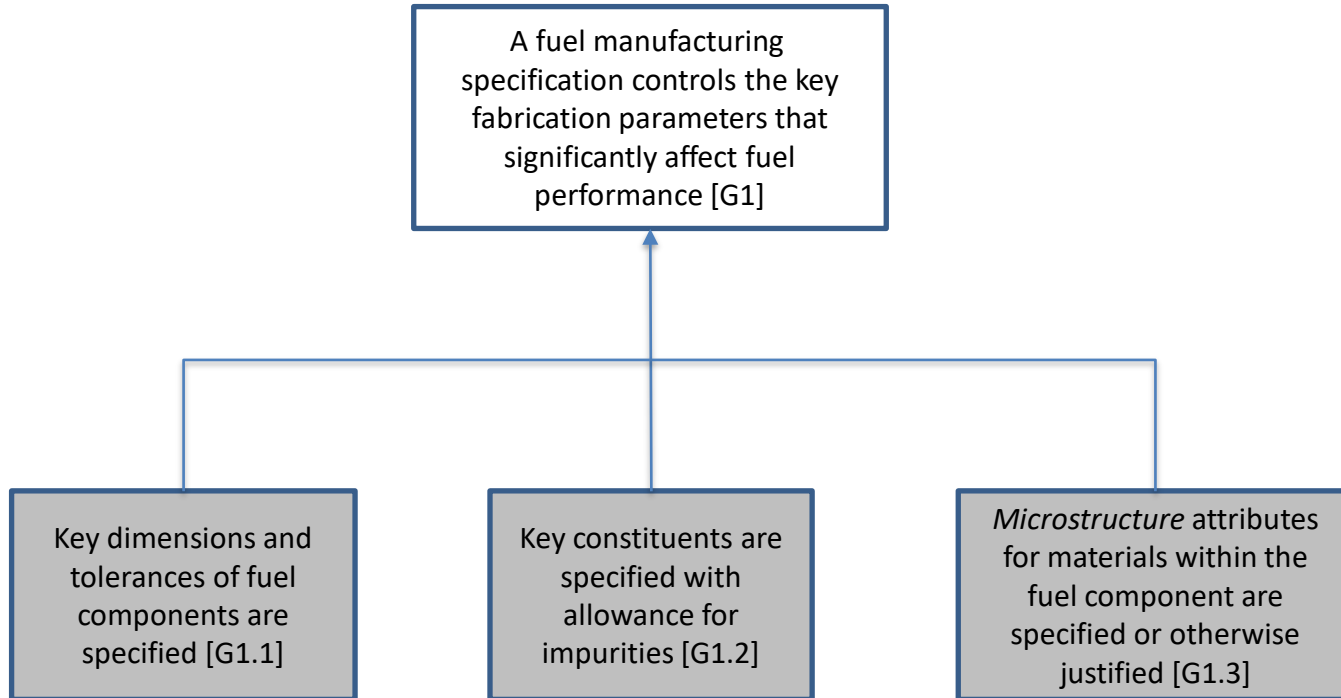 A fuel manufacturing
specification controls the key
fabrication parameters that
significantly affect fuel
performance [G1]
Key dimensions and
tolerances of fuel
components are
specified [G1.1]
Key constituents are
specified with
allowance for
impurities [G1.2]
Microstructure attributes
for materials within the
fuel component are
specified or otherwise
justified [G1.3]